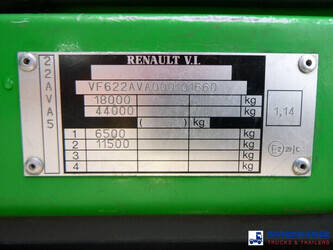 RENAULT V.I.
22AVA5
VF622AVA000101660
18000 kg
44000 kg
( ) kg
1 6500 kg
2 11500 kg
3 kg
4 kg
1,14
TRUCKS & TRAILERS